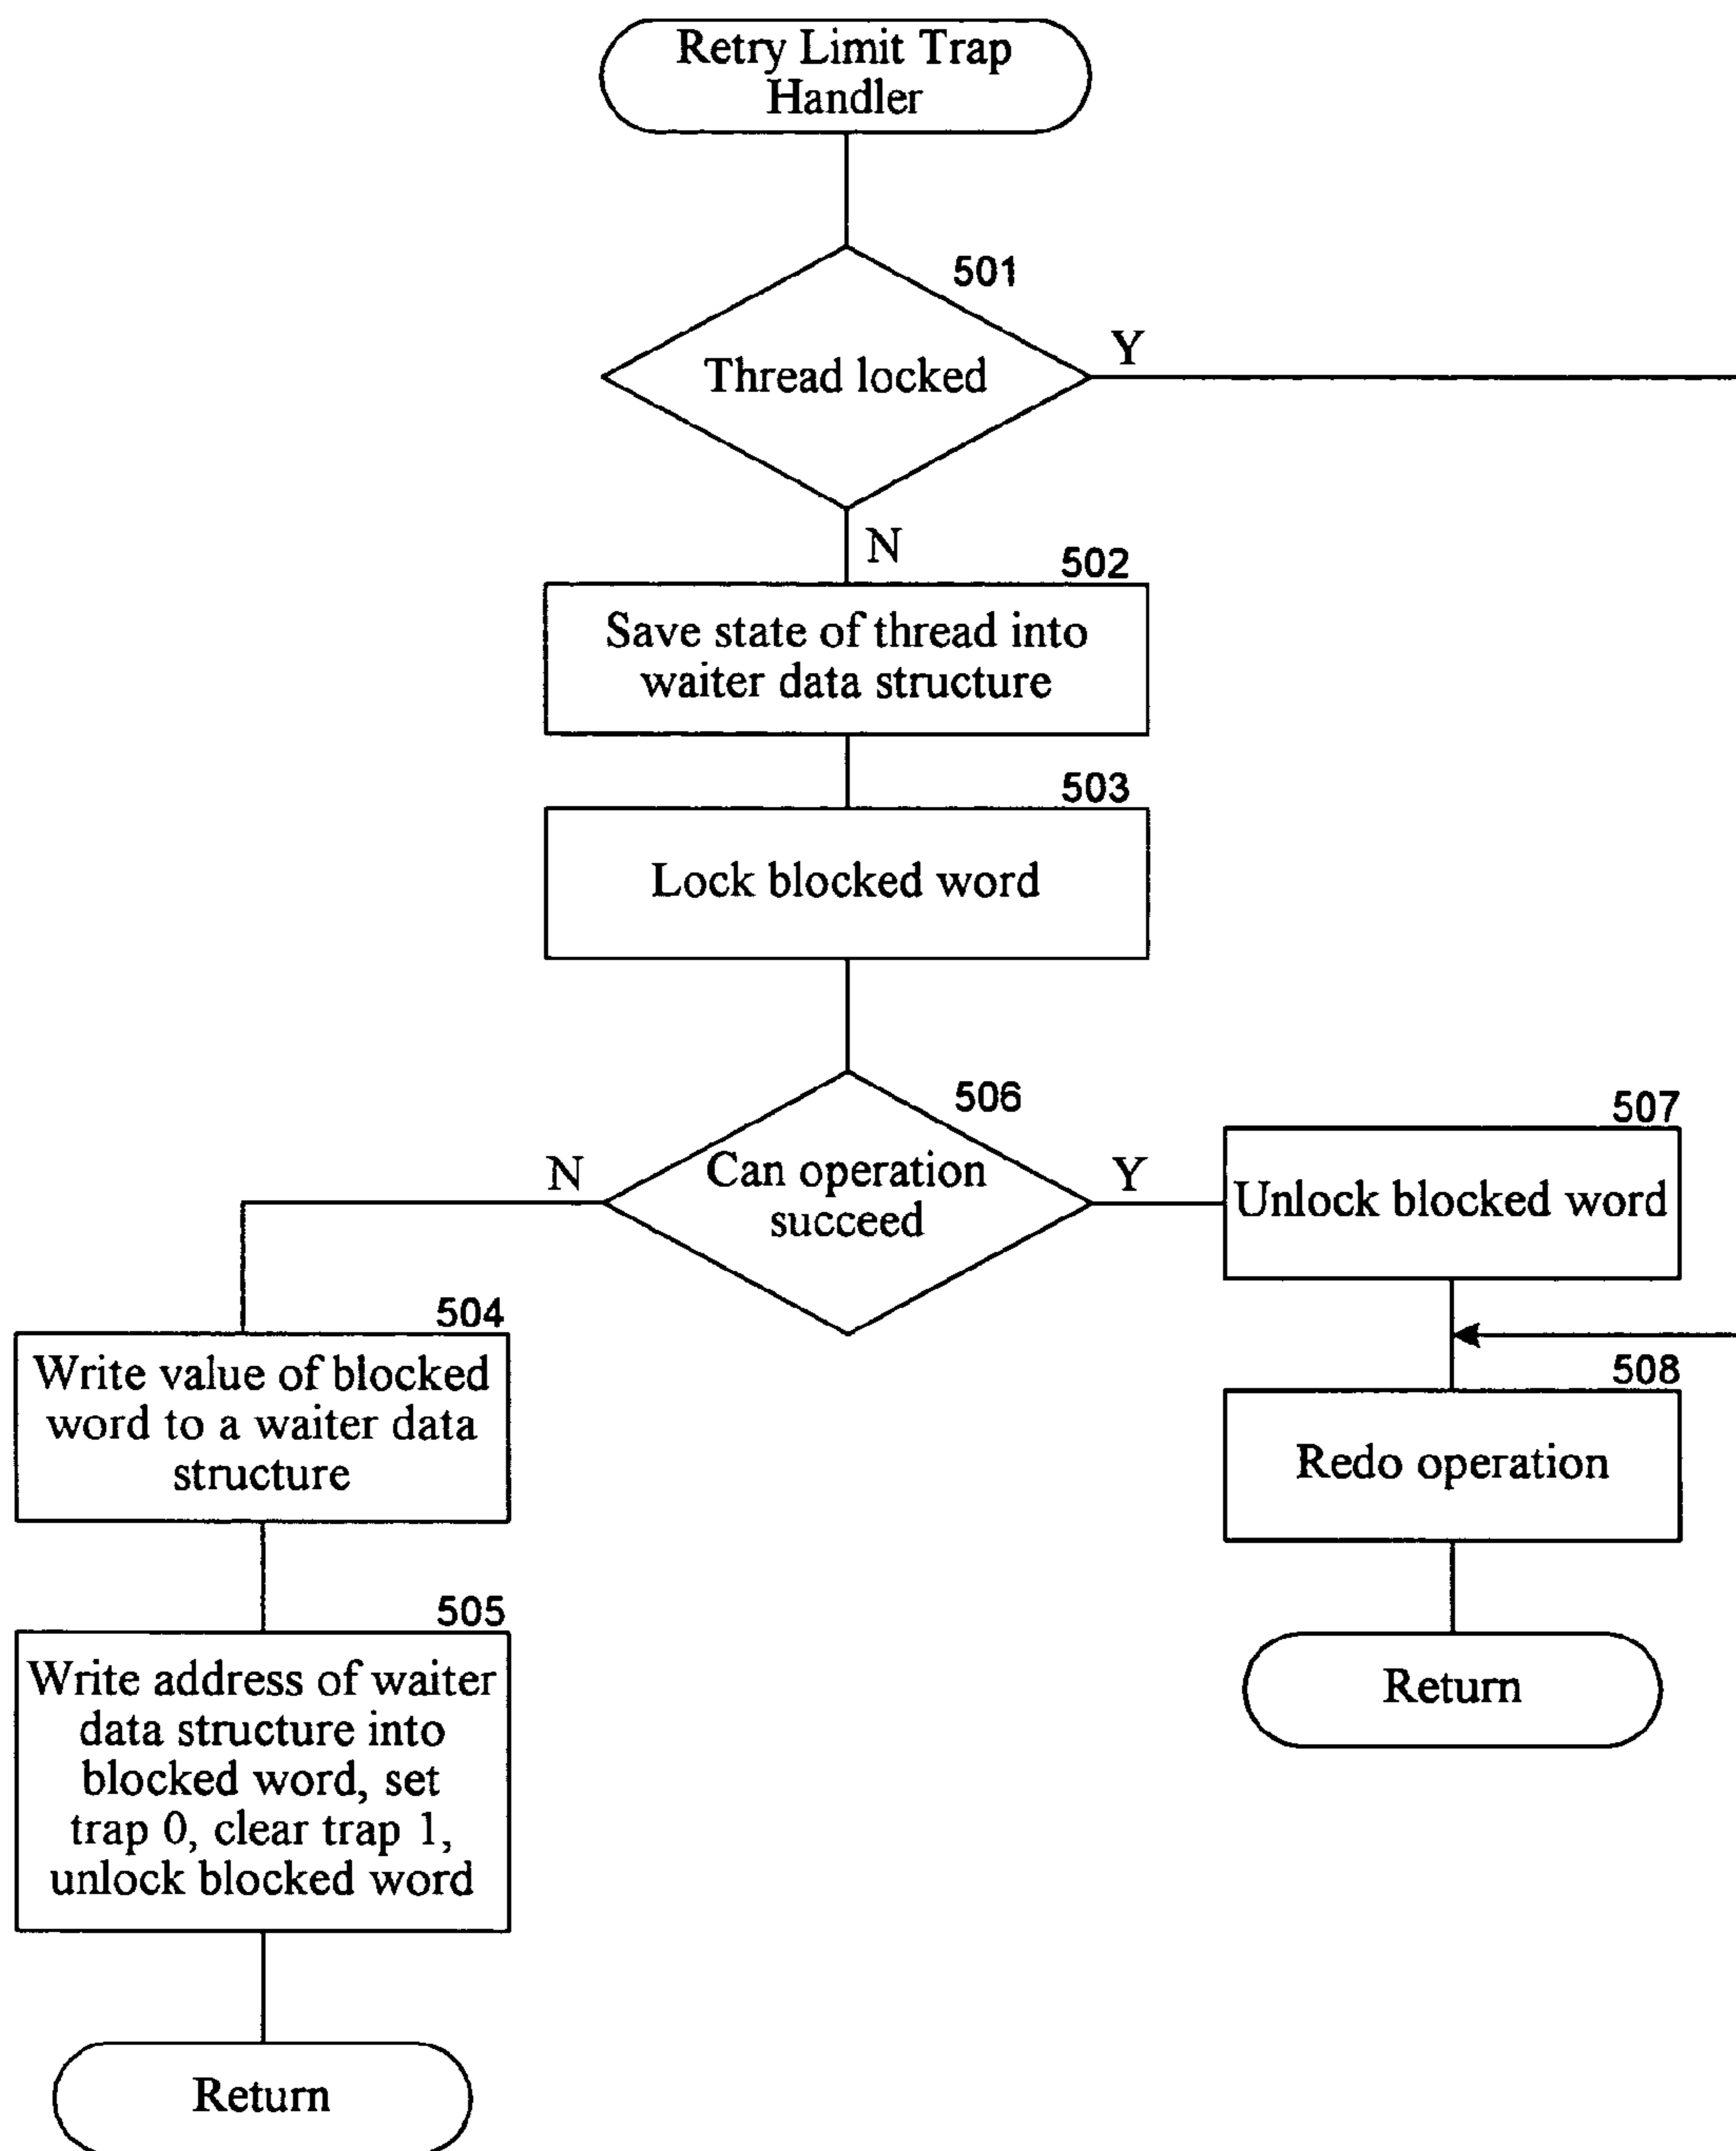 Retry Limit Trap
Handler
501
Thread locked
Y
N
502
Save state of thread into
waiter data structure
503
Lock blocked word
506
Can operation
succeed
N
Y
507
Unlock blocked word
504
Write value of blocked
word to a waiter data
structure
508
Redo operation
505
Write address of waiter
data structure into
blocked word, set
trap 0, clear trap 1,
unlock blocked word
Return
Return